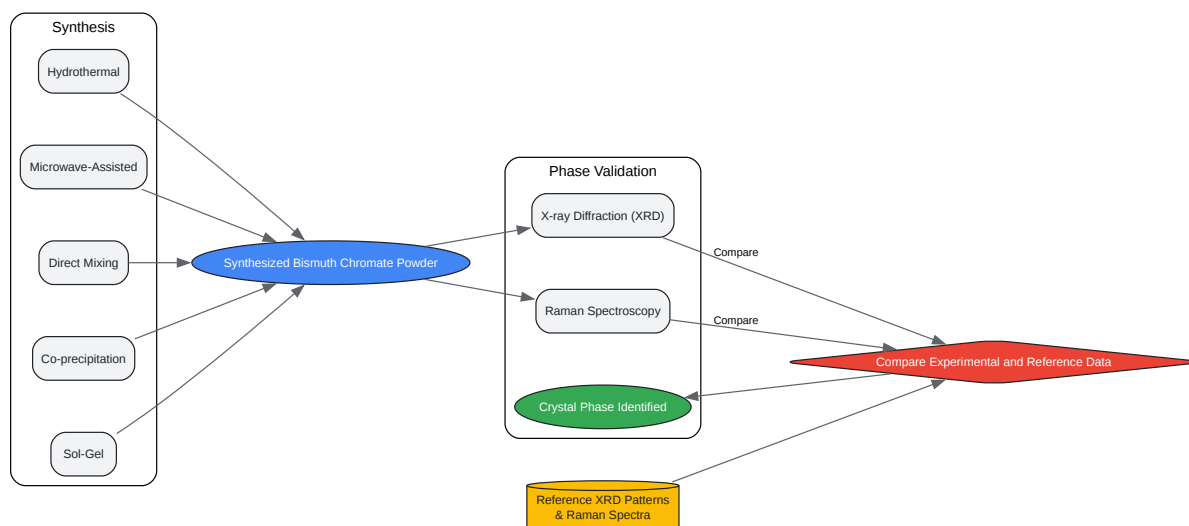 Synthesis
Hydrothermal
Microwave-Assisted
Direct Mixing
Co-precipitation
Sol-Gel
Synthesized Bismuth Chromate Powder
Phase Validation
X-ray Diffraction (XRD)
Raman Spectroscopy
Crystal Phase Identified
Compare
Compare
Compare Experimental and Reference Data
Reference XRD Patterns
& Raman Spectra